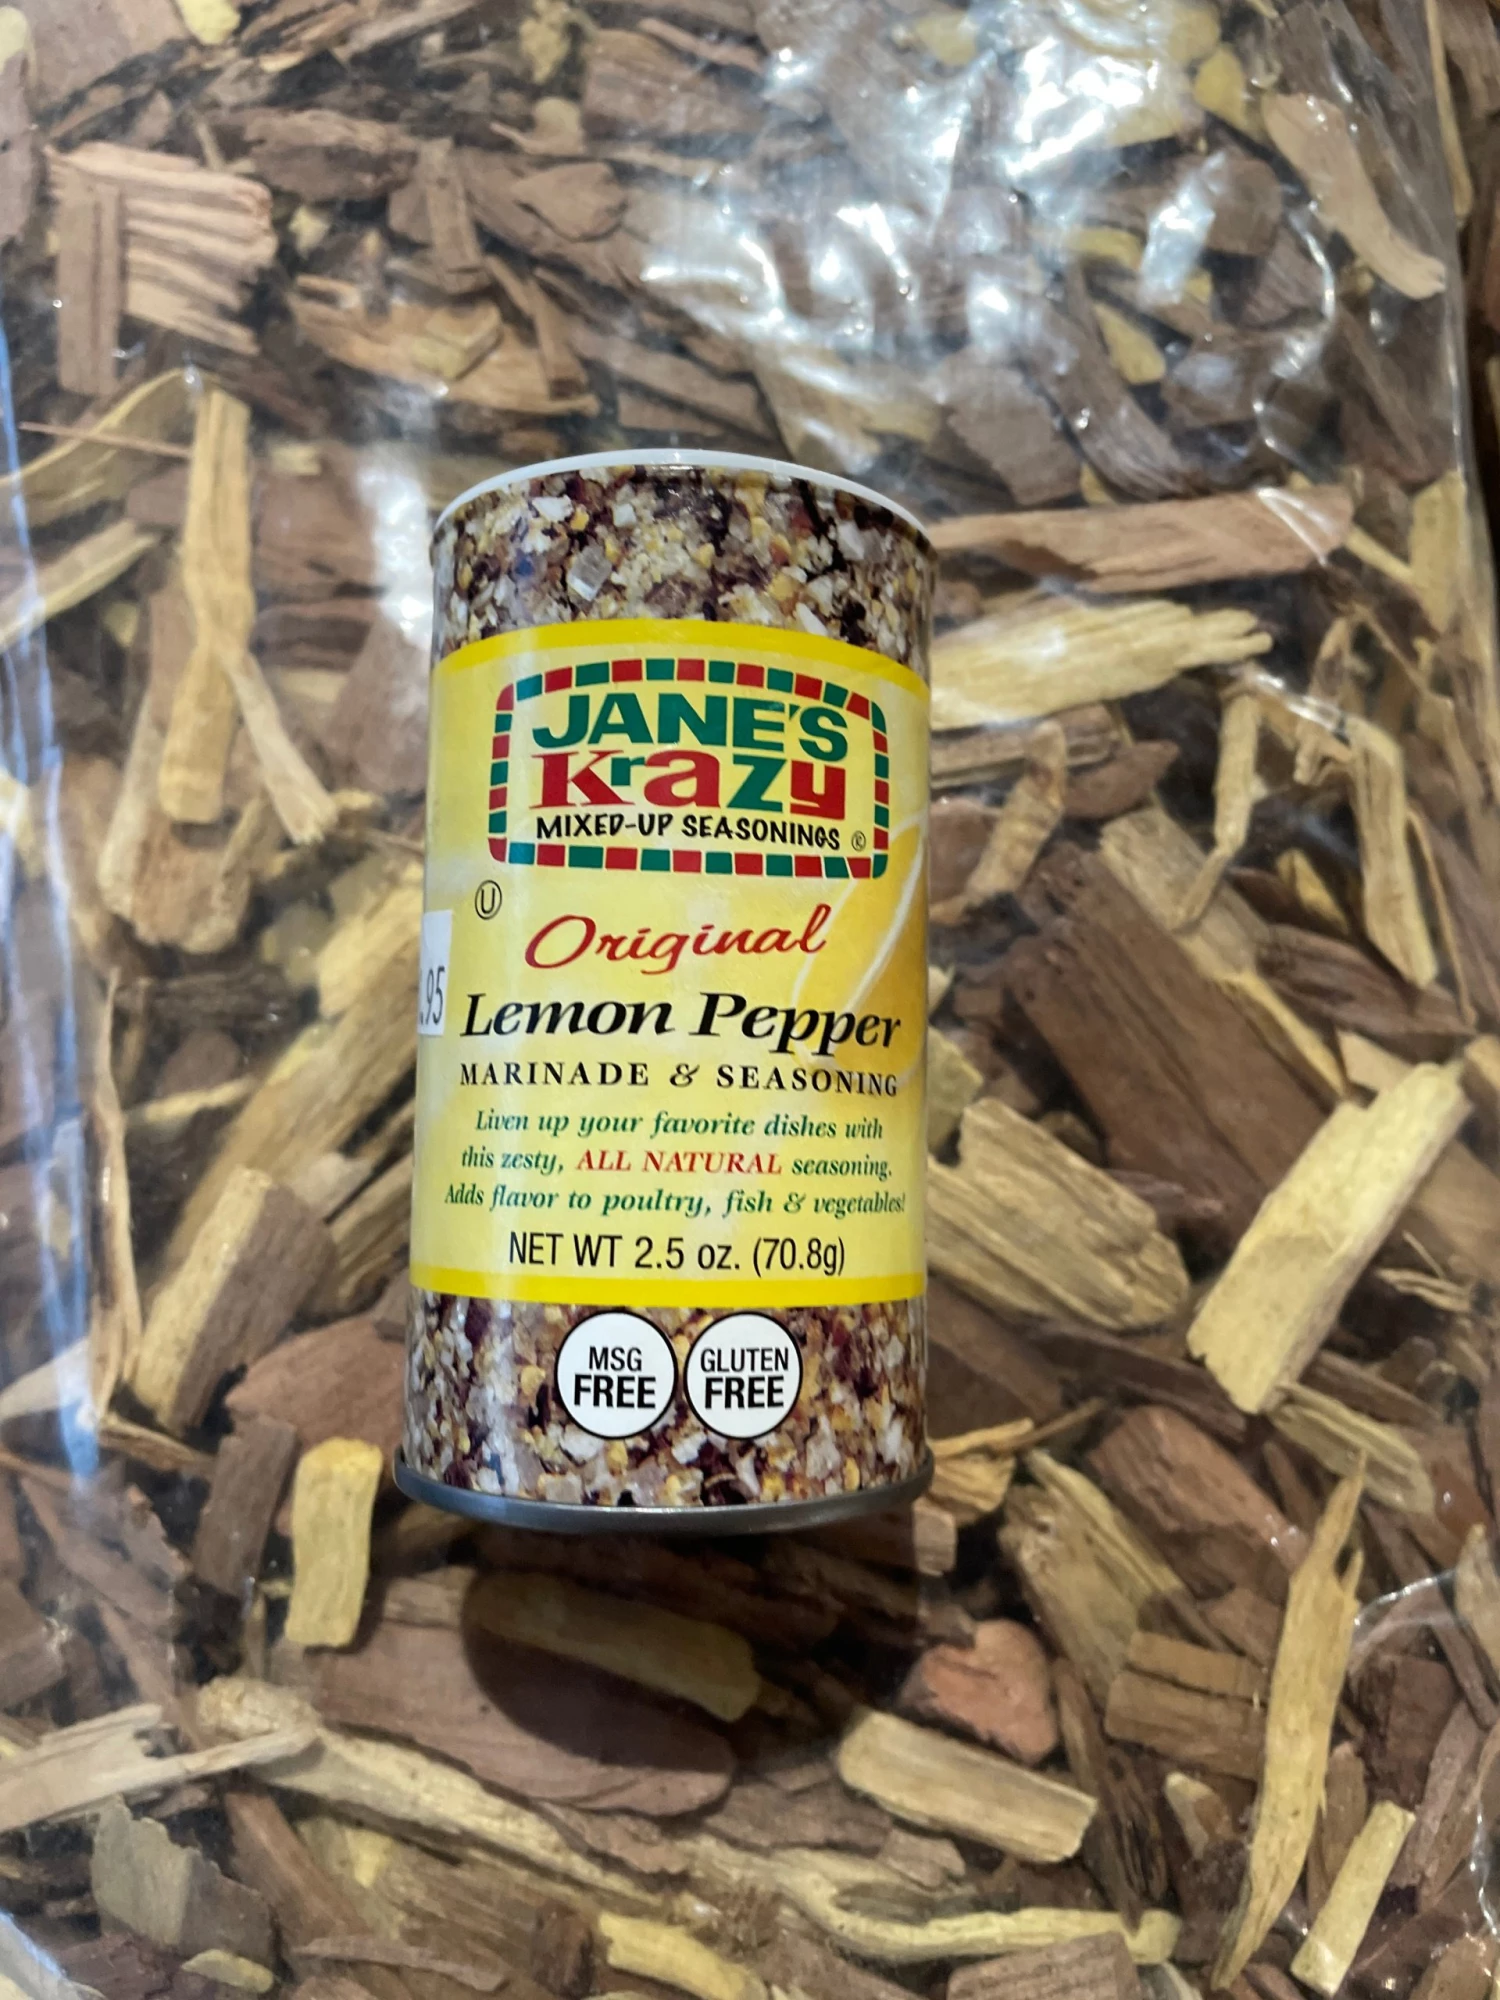 JANE'S
Krazy
MIXED-UP SEASONINGS ®
U
Original
.95
Lemon Pepper
MARINADE & SEASONING
Liven up your favorite dishes with
this zesty, ALL NATURAL seasoning.
Adds flavor to poultry, fish & vegetables!
NET WT 2.5 oz. (70.8g)
MSG
FREE
GLUTEN
FREE